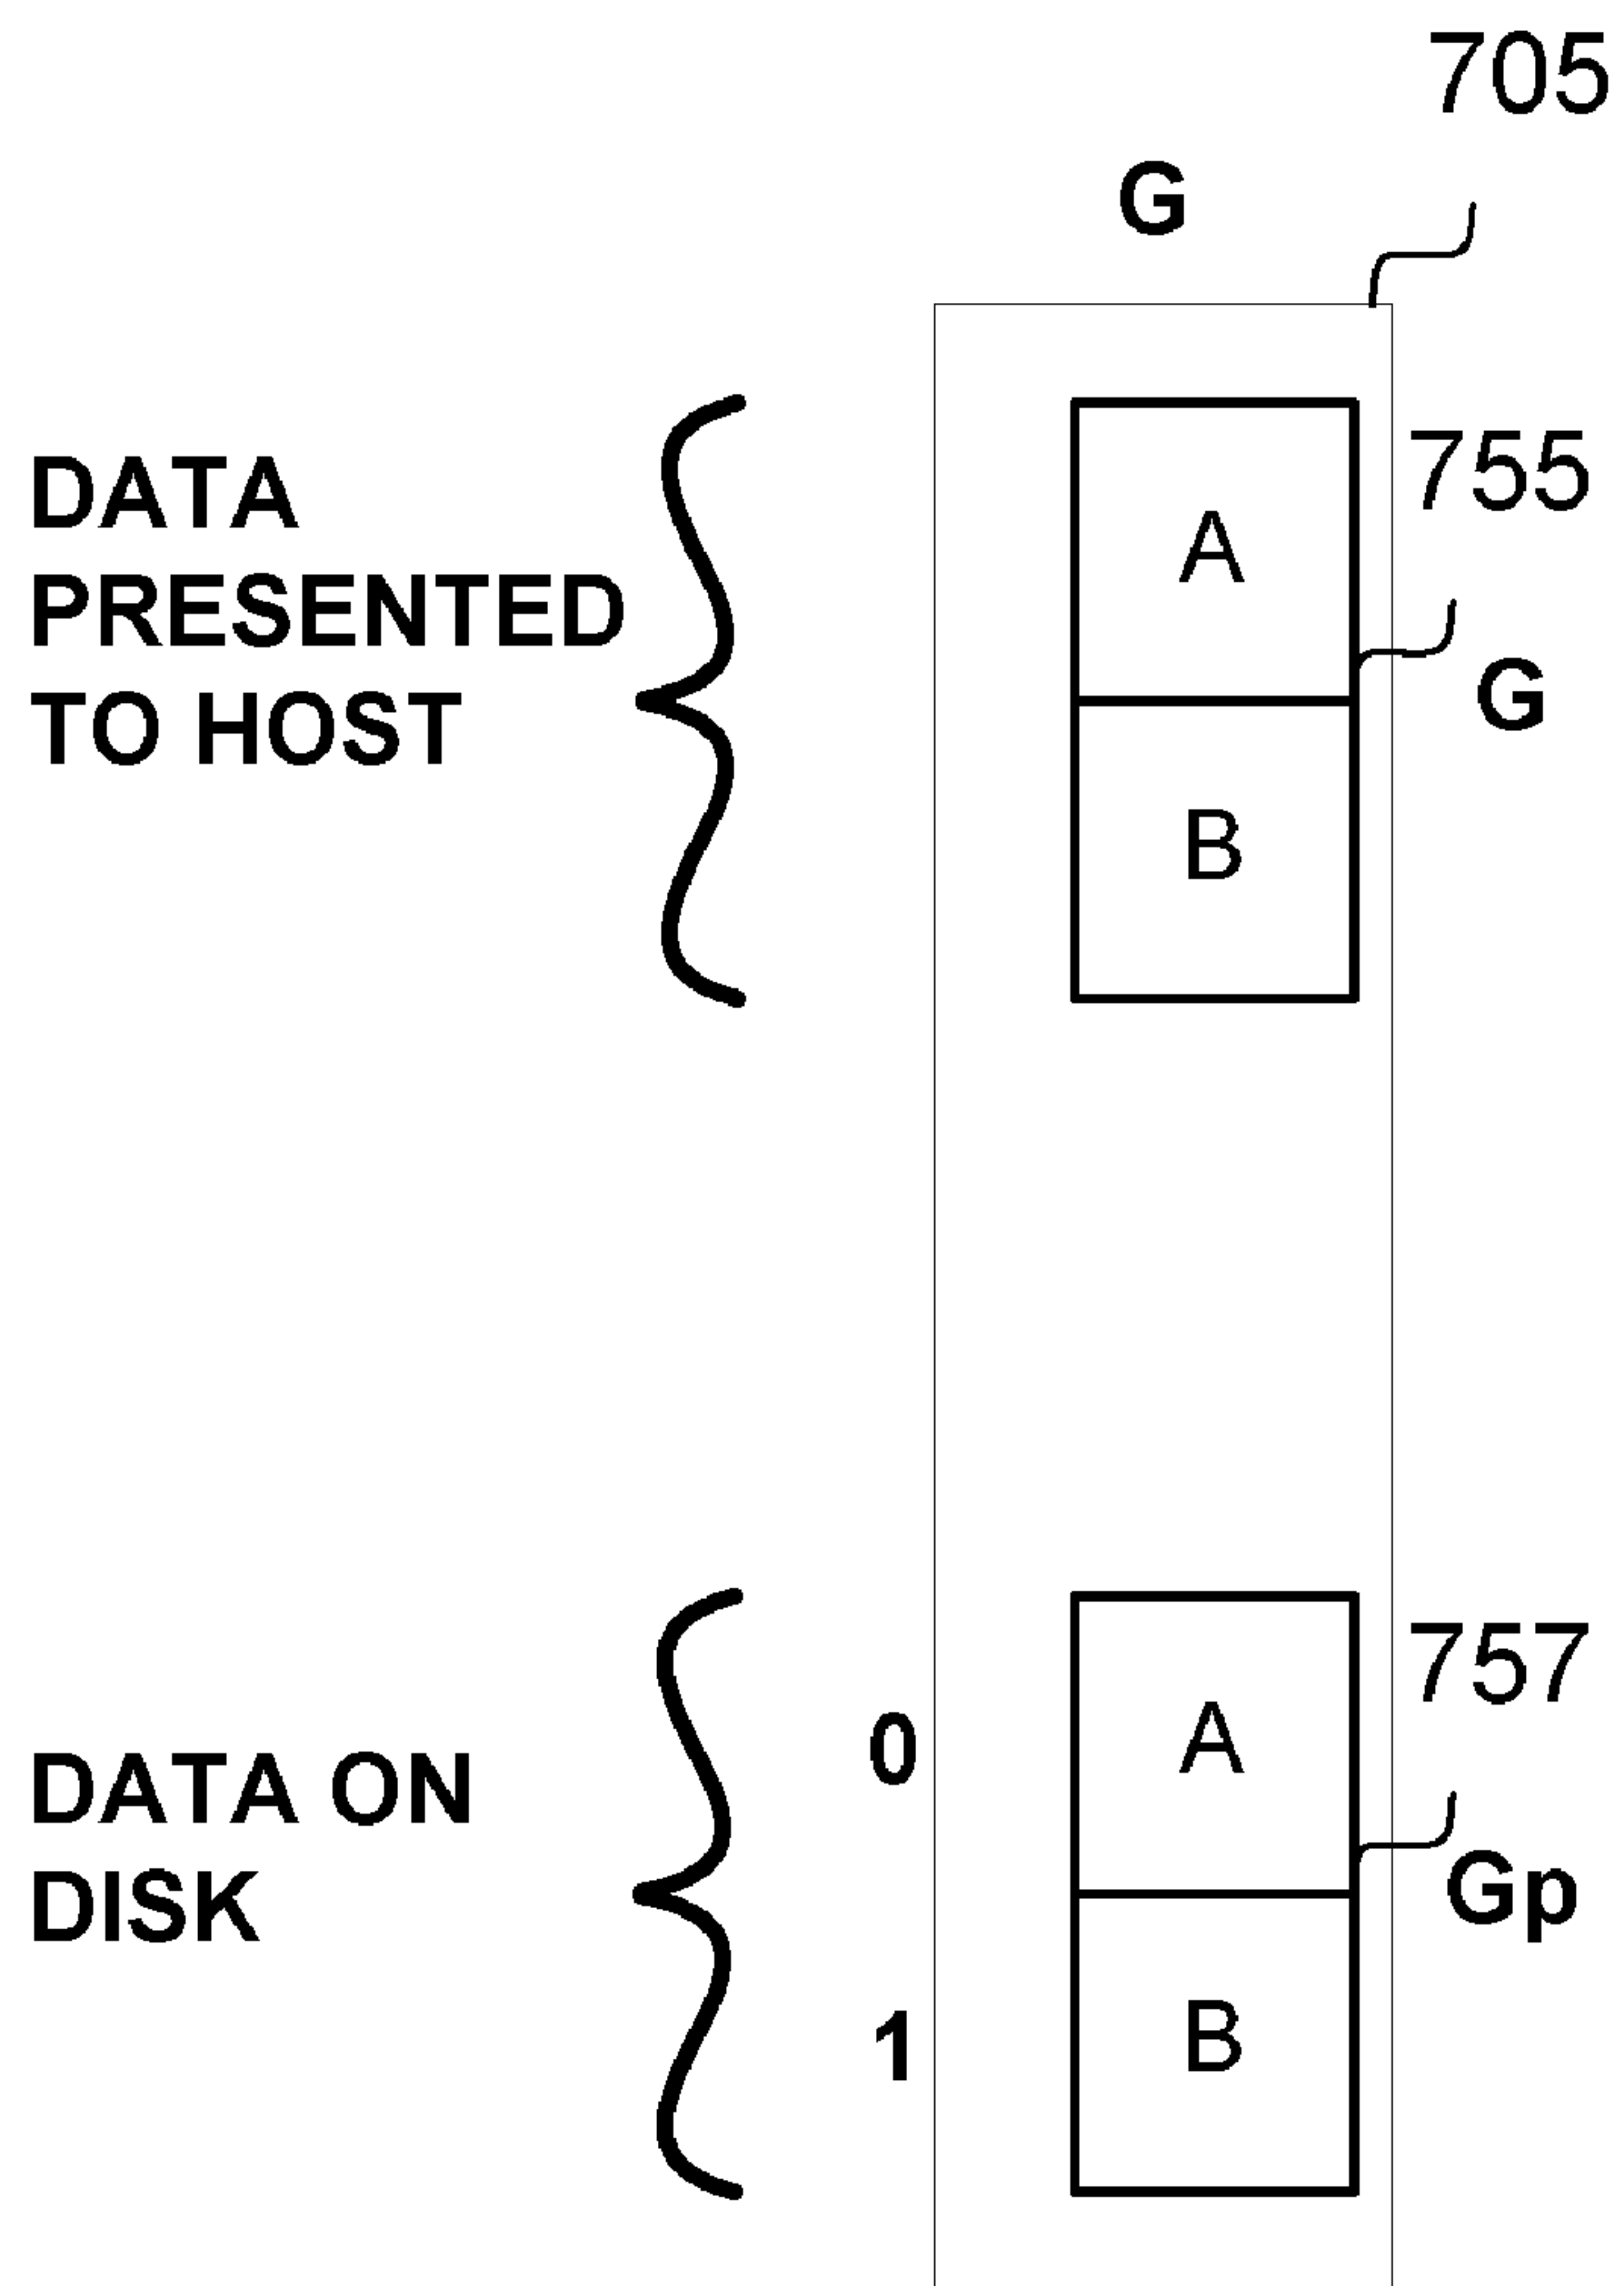 705
G
DATA
PRESENTED
TO HOST
A
755
G
B
DATA ON
DISK
0
A
757
Gp
1
B